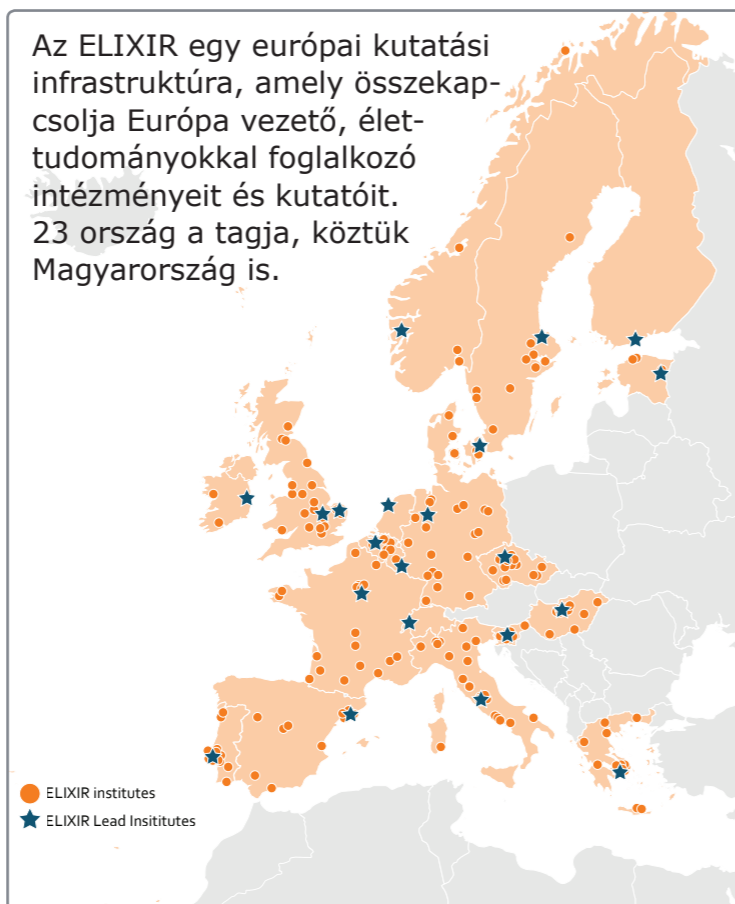 Az ELIXIR egy európai kutatási
infrastruktúra, amely összekap-
csolja Európa vezető, élet-
tudományokkal foglalkozó
intézményeit és kutatóit.
23 ország a tagja, köztük
Magyarország is.
ELIXIR institutes
ELIXIR Lead Insititutes